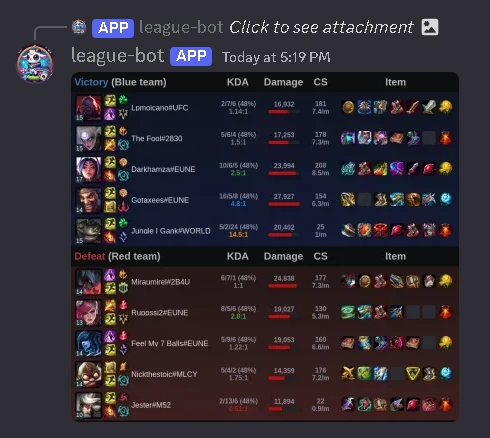 APP league-bot Click to see attachment
league-bot APP Today at 5:19 PM
Victory (Blue team) KDA Damage CS Item
15 Lpmoicano#UFC 2/7/6 (48%) 1.14:1 16,932 181 7.4/m
15 The Fool#2830 5/6/4 (48%) 1.5:1 17,253 178 7.3/m
17 Darkhamza#EUNE 10/6/5 (48%) 2.5:1 23,994 208 8.5/m
14 Gotaxees#EUNE 16/5/8 (48%) 4.8:1 27,927 154 6.3/m
15 Jungle I Gank#WORLD 5/2/24 (48%) 14.5:1 20,402 25 1/m
Defeat (Red team) KDA Damage CS Item
14 Miraumirel#2B4U 6/7/1 (48%) 1:1 24,838 177 7.3/m
13 8/5/6 (48%) 2.8:1 19,027 130 5.3/m
14 Feel My 7 Balls#EUNE 5/9/6 (48%) 1.22:1 19,053 160 6.6/m
14 Nickthestoic#MLCY 5/4/2 (48%) 1.75:1 14,359 176 7.2/m
10 Jester#M52 2/13/6 (48%) 11,894 22 0.9/m